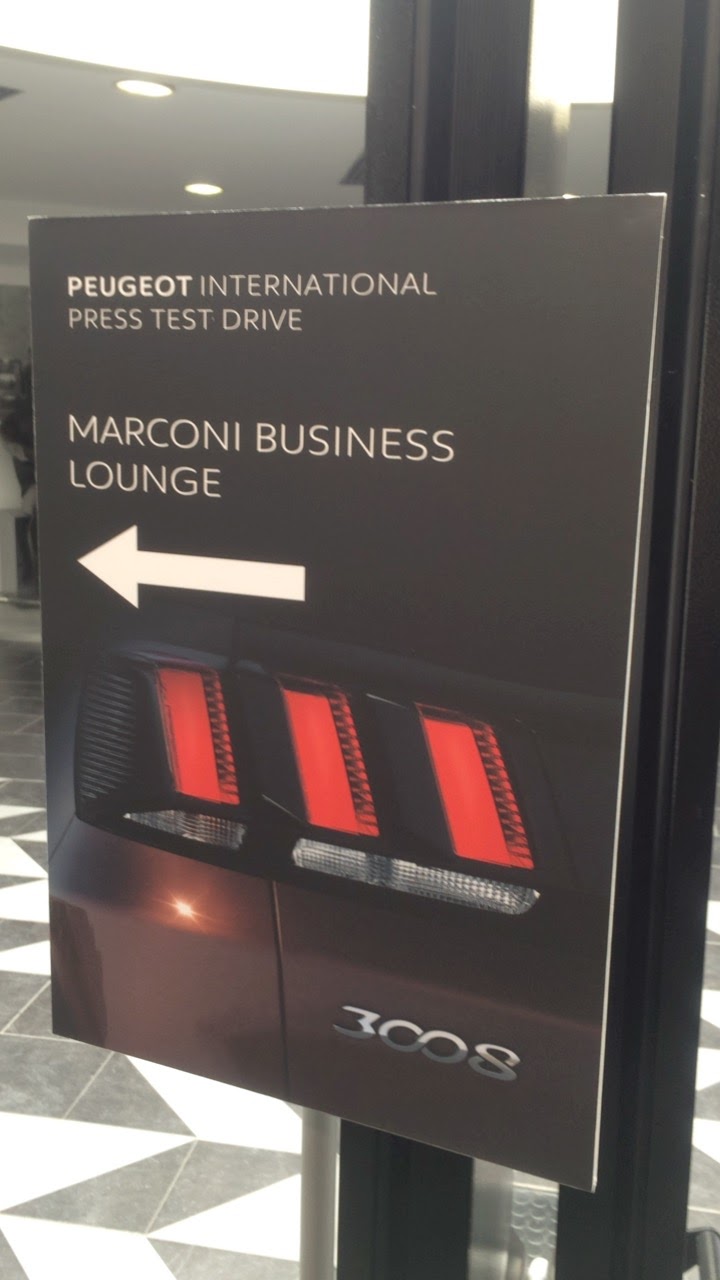 PEUGEOT INTERNATIONAL
PRESS TEST DRIVE
MARCONI BUSINESS
LOUNGE
3008